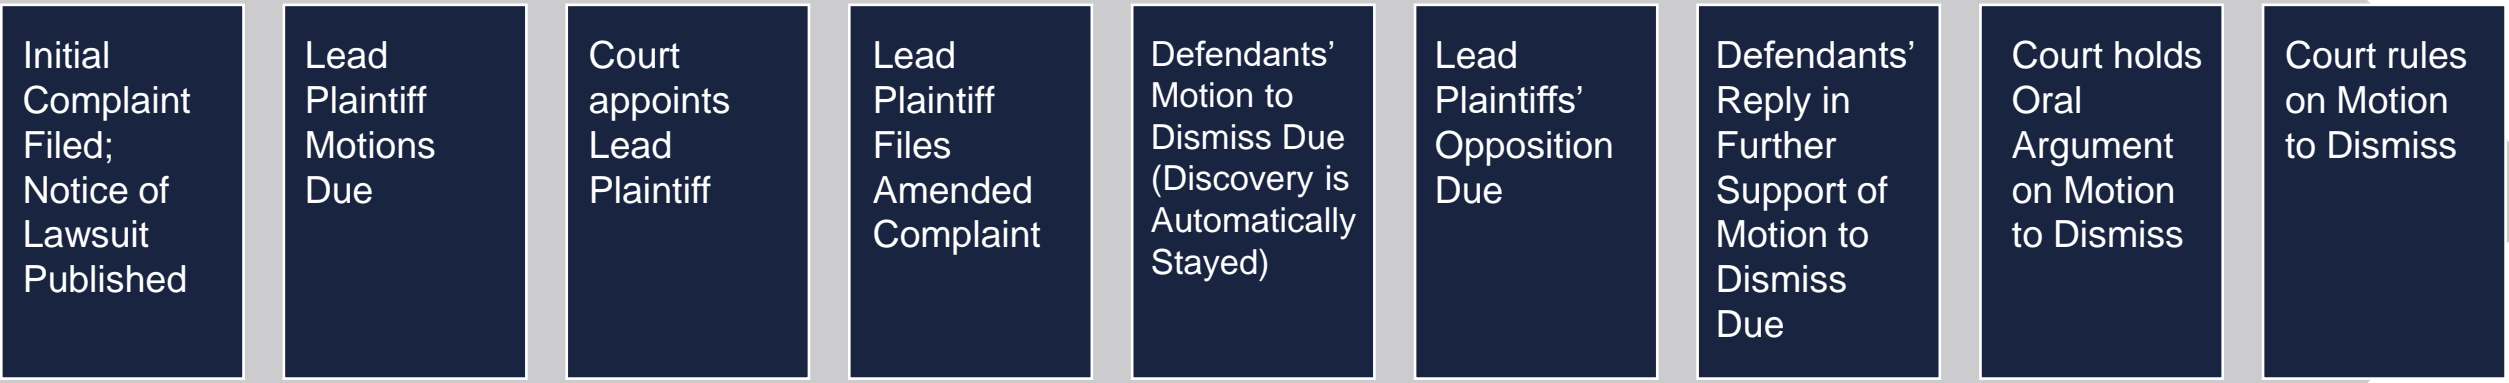 Initial
Complaint
Filed;
Notice of
Lawsuit
Published
Lead
Plaintiff
Motions
Due
Court
appoints
Lead
Plaintiff
Lead
Plaintiff
Files
Amended
Complaint
Defendants’
Motion to
Dismiss Due
(Discovery is
Automatically
Stayed)
Lead
Plaintiffs’
Opposition
Due
Defendants’
Reply in
Further
Support of
Motion to
Dismiss
Due
Court holds
Oral
Argument
on Motion
to Dismiss
Court rules
on Motion
to Dismiss